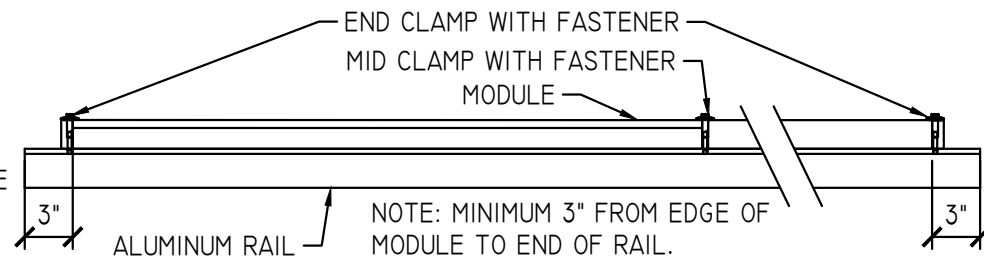 END CLAMP WITH FASTENER
MID CLAMP WITH FASTENER
MODULE
E
3"
ALUMINUM RAIL
NOTE: MINIMUM 3" FROM EDGE OF
MODULE TO END OF RAIL.
3"